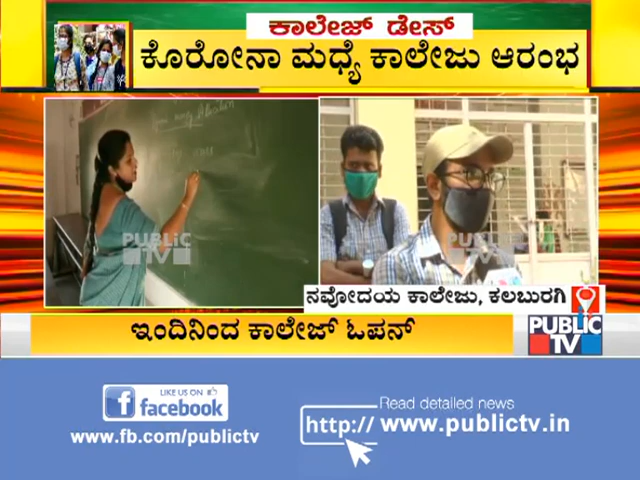 ಕಾಲೇಜ್ ಡೇಸ್
ಕೊರೋನಾ ಮಧ್ಯೆ ಕಾಲೇಜು ಆರಂಭ
PUBLiC
TV
PUBLiC
TV
ನವೋದಯ ಕಾಲೇಜು, ಕಲಬುರಗಿ
ಇಂದಿನಿಂದ ಕಾಲೇಜ್ ಓಪನ್
PUBLiC
TV
LIKE US ON
f facebook
www.fb.com/publictv
Read detailed news
http:// www.publictv.in